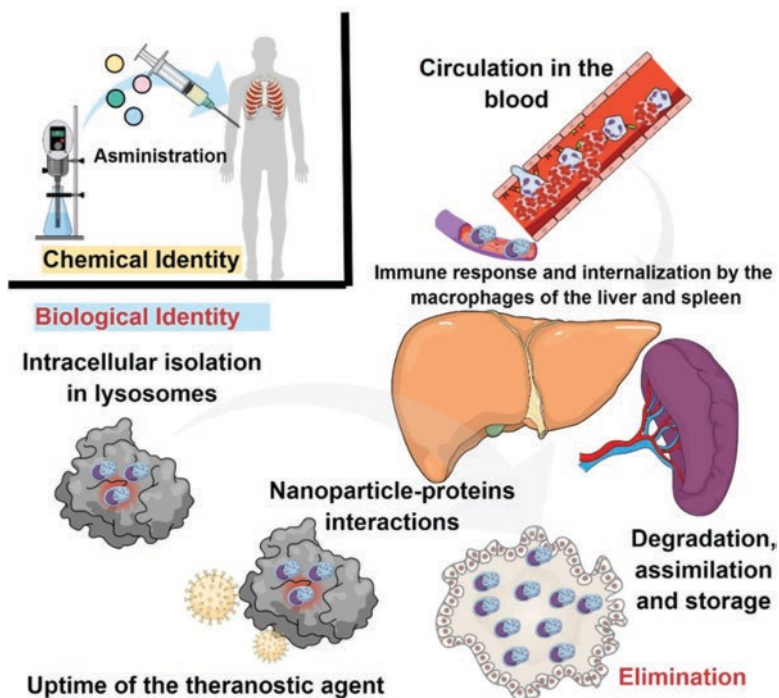 Asministration
Chemical Identity
Circulation in the
blood
Immune response and internalization by the
macrophages of the liver and spleen
Biological Identity
Intracellular isolation
in lysosomes
Nanoparticle-proteins
interactions
Degradation,
assimilation
and storage
Uptime of the theranostic agent
Elimination